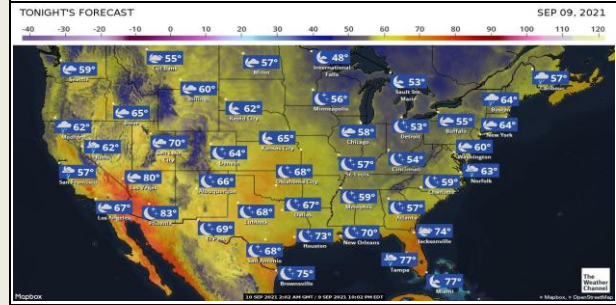 TONIGHT'S FORECAST
SEP 09, 2021
-40 -30 -20 -10 0 10 20 30 40 50 60 70 80 90 100 110 120
59°
Seattle
55°
Cut Bank
57°
Minot
48°
International
Falls
53°
Sault Ste.
Marie
57°
Caribou
60°
Billings
56°
Minneapolis
64°
Boston
62°
Rapid City
65°
Boise
62°
Medford
58°
Chicago
53°
Detroit
55°
Buffalo
64°
New York
62°
Reno
70°
Salt Lake
City
65°
Kansas City
60°
Washington
64°
Denver
57°
St. Louis
54°
Cincinnati
57°
San Francisco
80°
Las Vegas
66°
Albuquerque
68°
Oklahoma City
63°
Norfolk
59°
Charlotte
59°
Memphis
67°
Los Angeles
83°
Phoenix
68°
Lubbock
67°
Dallas
57°
Atlanta
69°
El Paso
73°
Houston
70°
New Orleans
74°
Jacksonville
68°
San Antonio
77°
Tampa
75°
Brownsville
77°
Miami
The
Weather
Channel
Mapbox
10 SEP 2021 2:02 AM GMT / 9 SEP 2021 10:02 PM EDT
© Mapbox, © OpenStreetMap